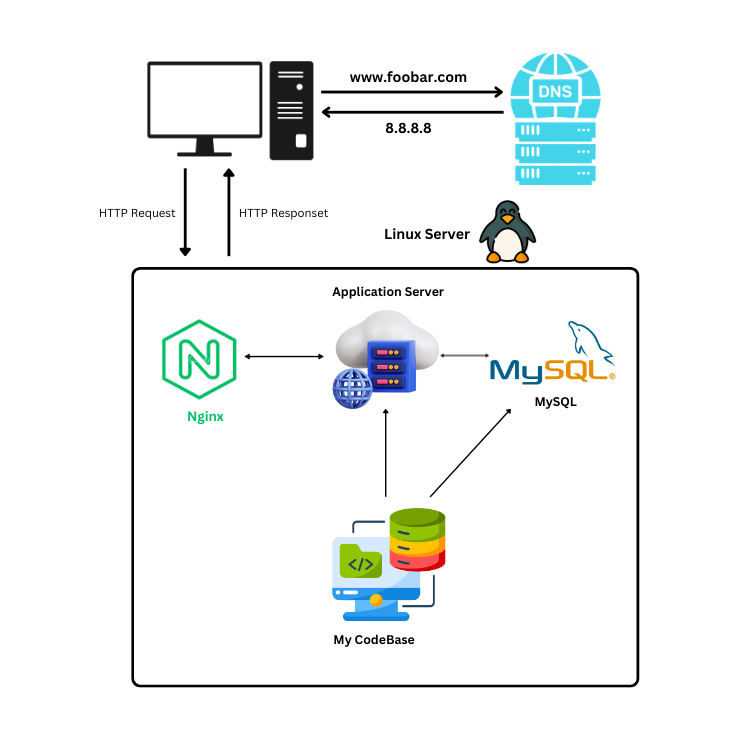 www.foobar.com
DNS
8.8.8.8
HTTP Request
HTTP Responset
Linux Server
Application Server
N
Nginx
MySQL®
MySQL
</>
My CodeBase